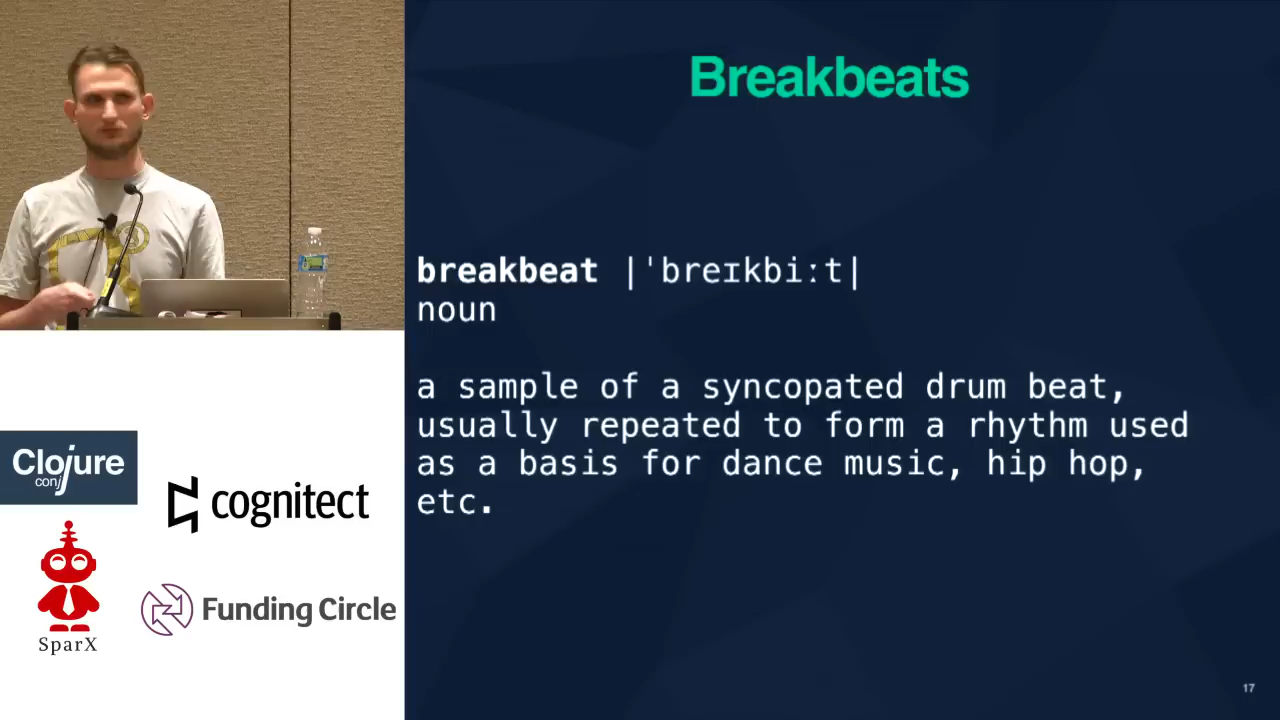 Breakbeats
breakbeat |ˈbreɪkbiːt|
noun
a sample of a syncopated drum beat,
usually repeated to form a rhythm used
as a basis for dance music, hip hop,
etc.
Clojure
conj
cognitect
SparX
Funding Circle
17